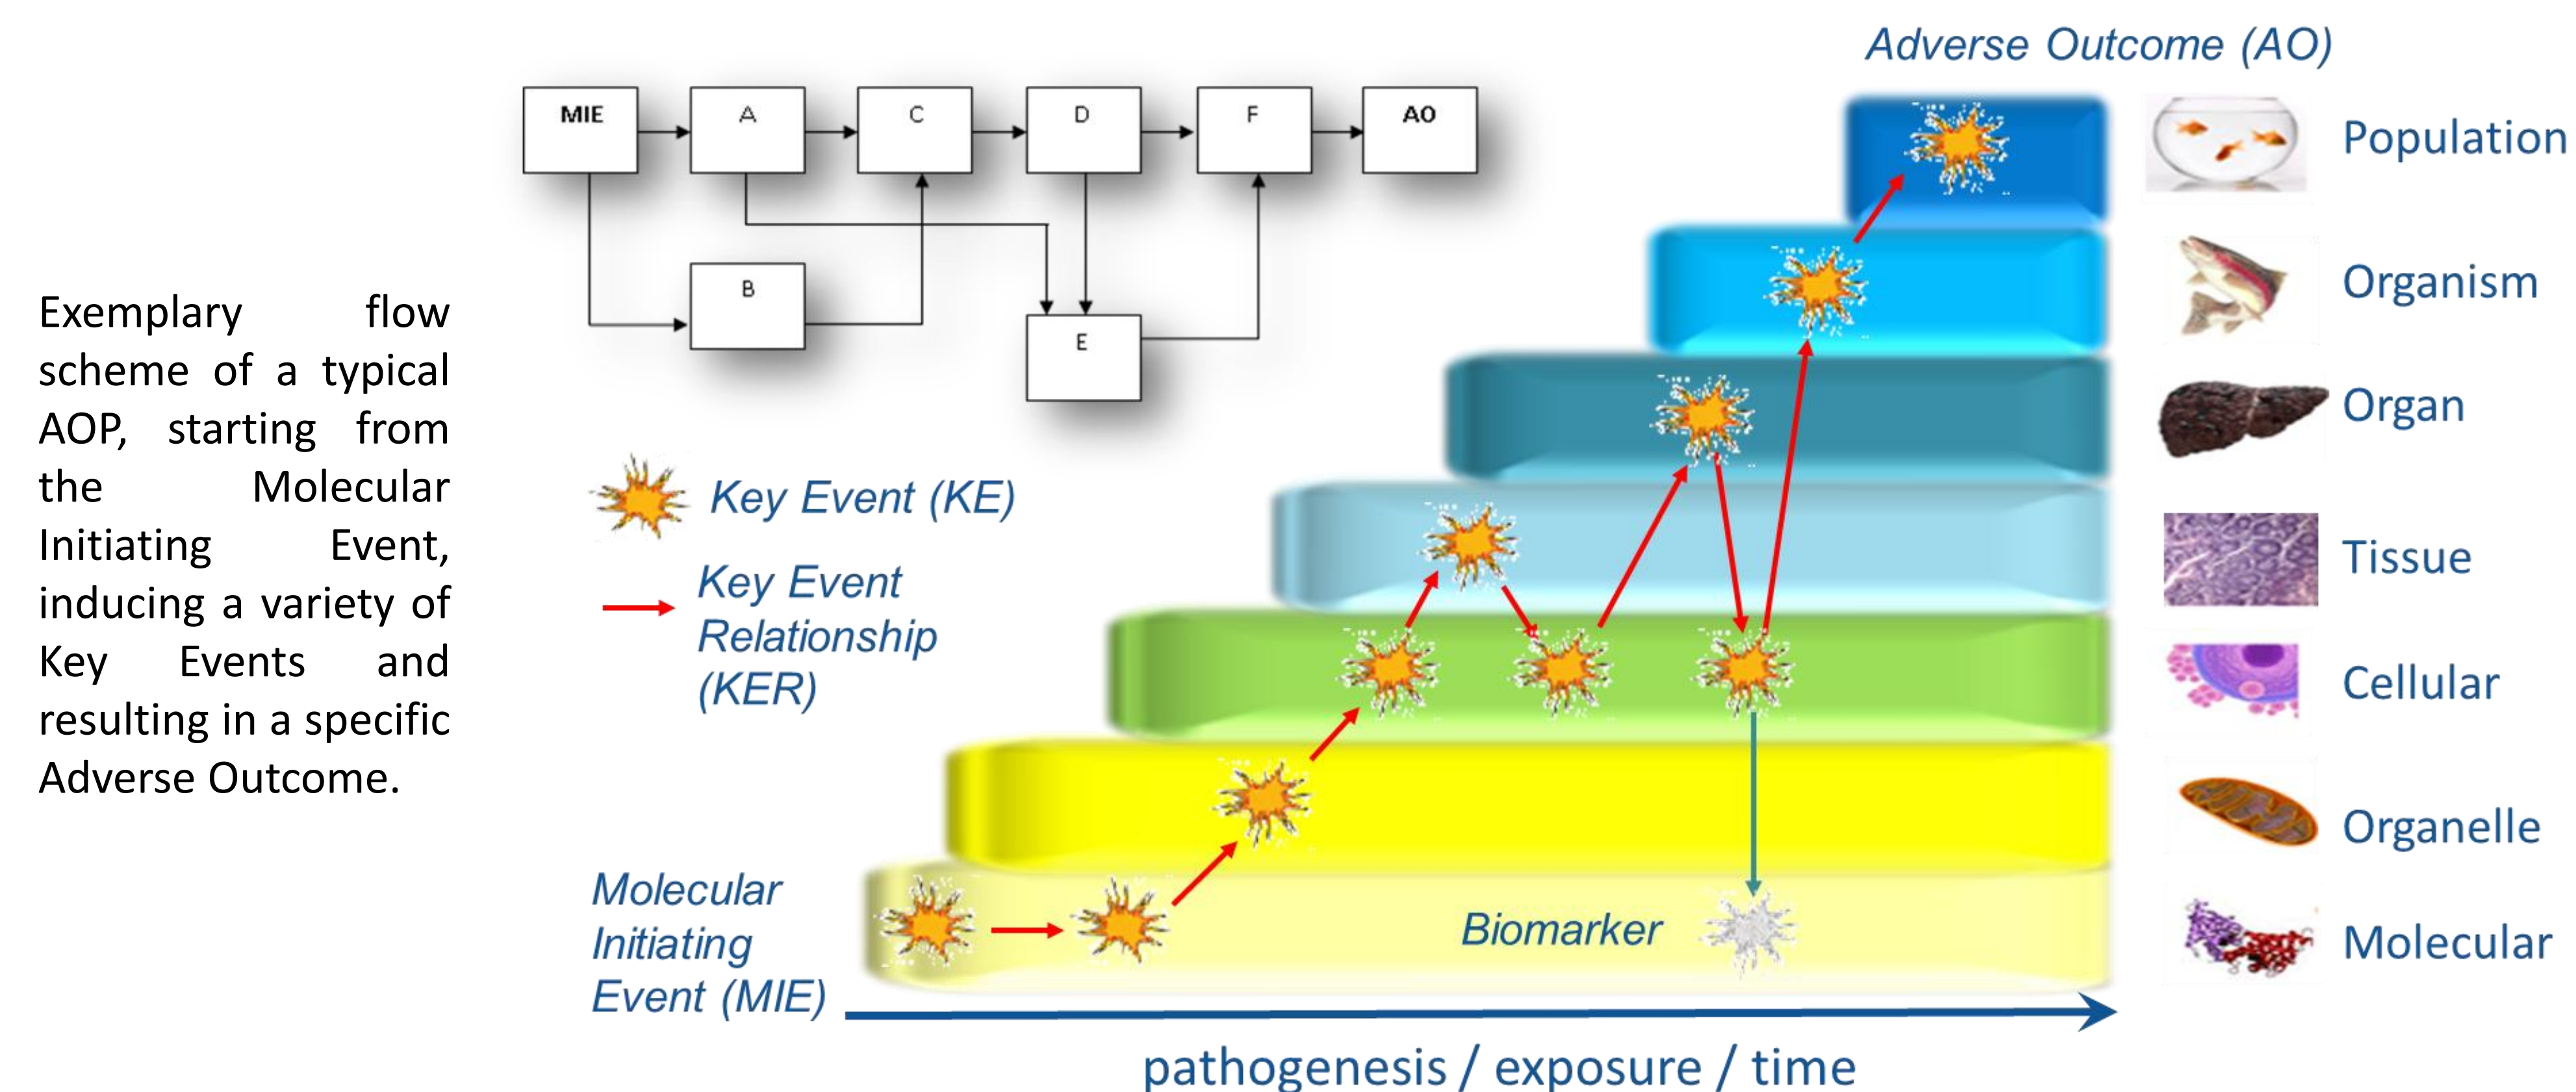 Exemplary flow
scheme of a typical
AOP, starting from
the Molecular
Initiating Event,
inducing a variety of
Key Events and
resulting in a specific
Adverse Outcome.
MIE
A
C
D
F
AO
B
E
Key Event (KE)
Key Event
Relationship
(KER)
Adverse Outcome (AO)
Population
Organism
Organ
Tissue
Cellular
Organelle
Molecular
Molecular
Initiating
Event (MIE)
Biomarker
pathogenesis / exposure / time